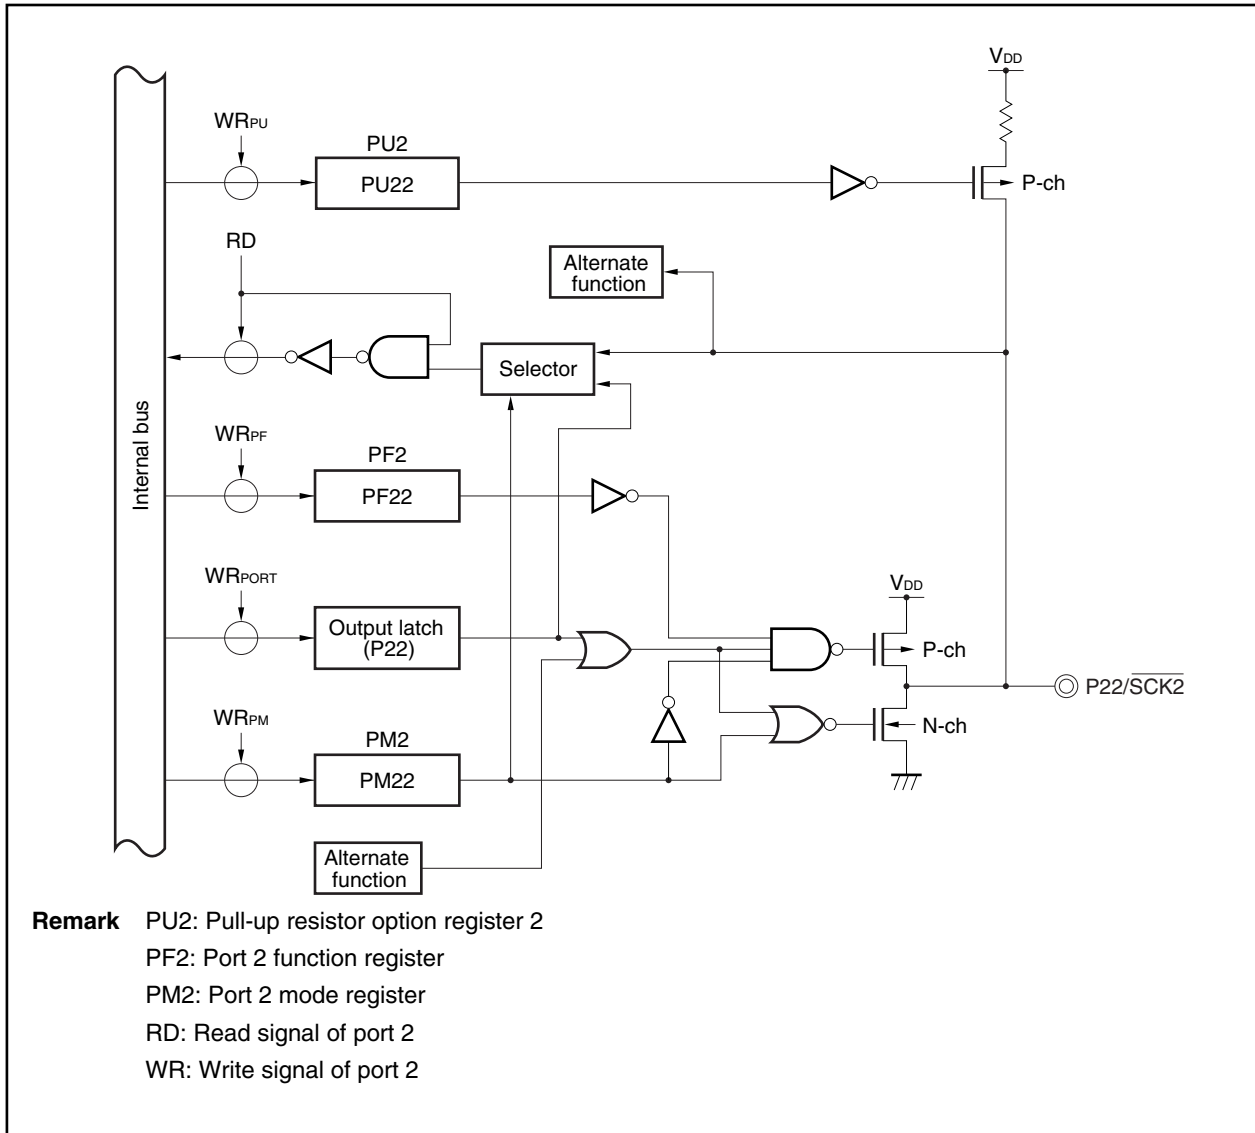 VDD
WRPU
PU2
PU22
P-ch
RD
Alternate
function
Selector
Internal bus
WRPF
PF2
PF22
WRPORT
VDD
Output latch
(P22)
P-ch
P22/SCK2
WRPM
PM2
N-ch
PM22
Alternate
function
Remark PU2: Pull-up resistor option register 2
PF2: Port 2 function register
PM2: Port 2 mode register
RD: Read signal of port 2
WR: Write signal of port 2